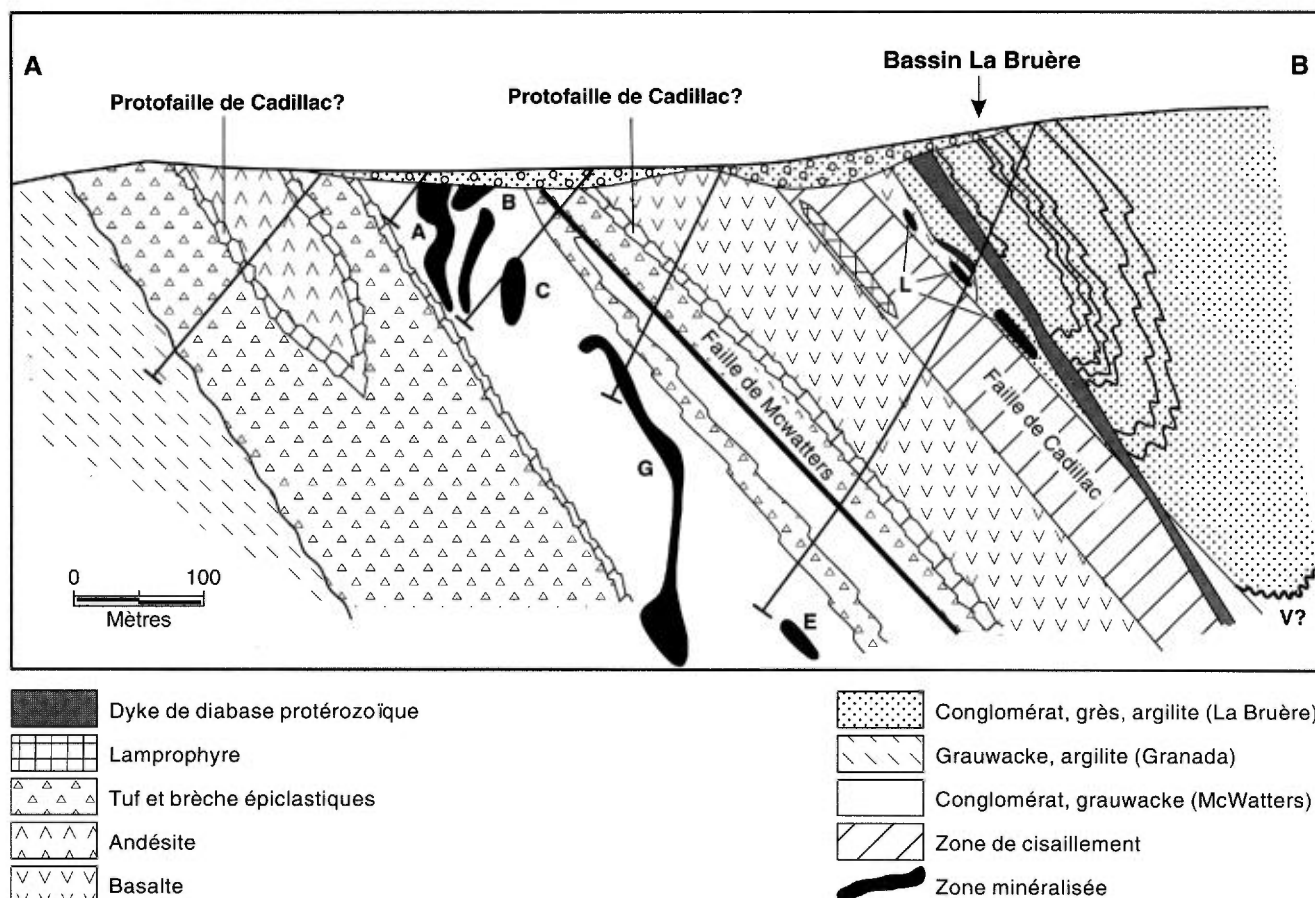 A
B
Bassin La Bruère
Protofaille de Cadillac?
Protofaille de Cadillac?
A
B
C
L
G
E
Faille de Mcwatters
Faille de Cadillac
V?
0 100
Mètres
Dyke de diabase protérozoïque
Lamprophyre
Tuf et brèche épiclastiques
Andésite
Basalte
Conglomérat, grès, argilite (La Bruère)
Grauwacke, argilite (Granada)
Conglomérat, grauwacke (McWatters)
Zone de cisaillement
Zone minéralisée